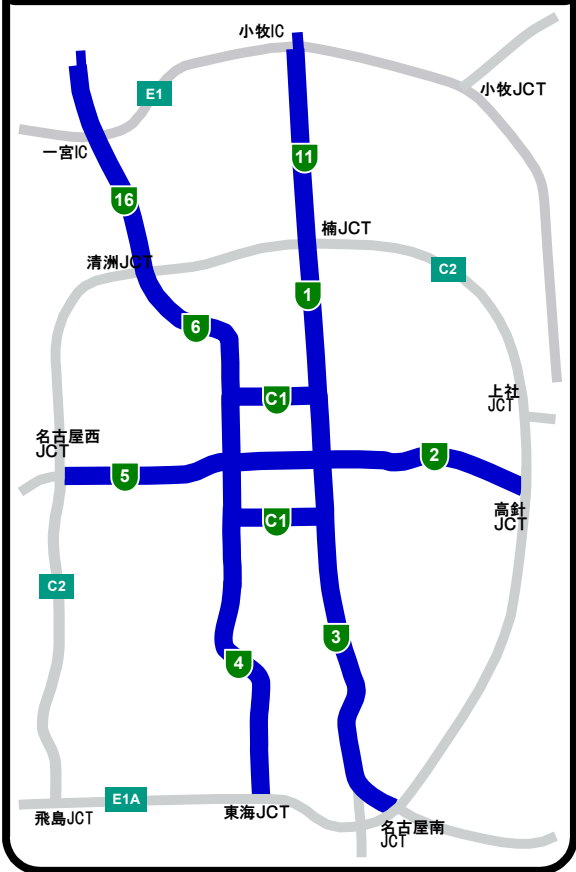 小牧IC
小牧JCT
E1
一宮IC
11
16
楠JCT
清洲JCT
C2
1
6
上社
JCT
C1
名古屋西
JCT
2
5
高針
JCT
C1
C2
3
4
E1A
飛島JCT
東海JCT
名古屋南
JCT